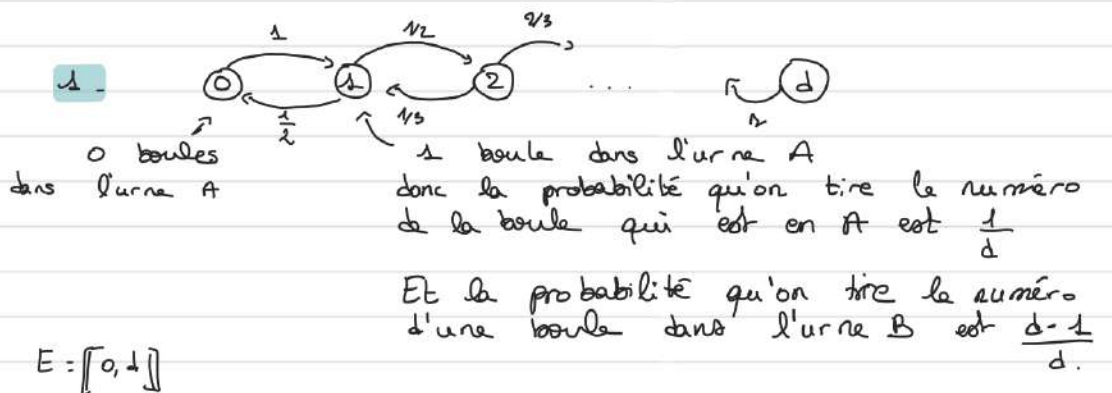 1 1/2 2/3
1 - 0 1 2 ... d
1/2 1/3 1
0 boules 1 boule dans l'urne A
dans l'urne A donc la probabilité qu'on tire le numéro
de la boule qui est en A est 1/d
Et la probabilité qu'on tire le numéro
d'une boule dans l'urne B est d-1/d.
E = ⟦0, d⟧